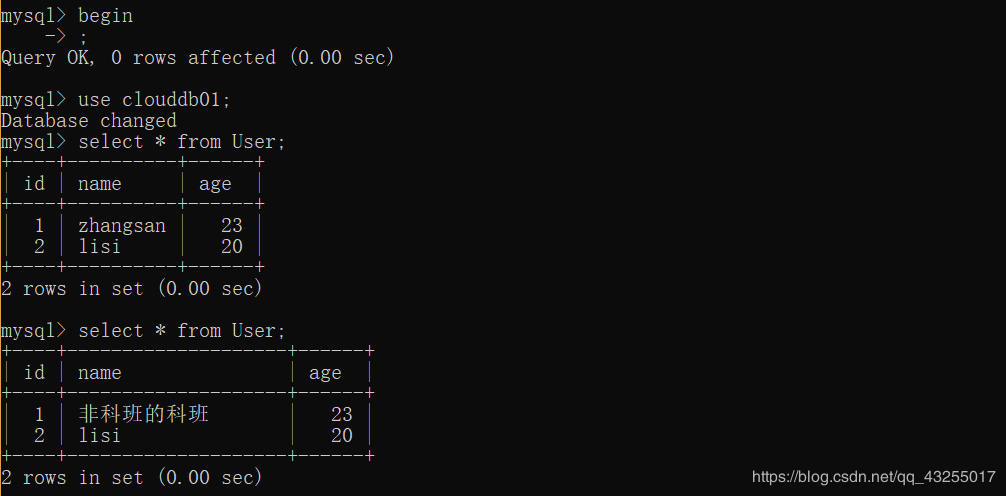 mysql> begin
    -> ;
Query OK, 0 rows affected (0.00 sec)

mysql> use clouddb01;
Database changed
mysql> select * from User;
+----+----------+------+
| id | name     | age  |
+----+----------+------+
|  1 | zhangsan |   23 |
|  2 | lisi     |   20 |
+----+----------+------+
2 rows in set (0.00 sec)

mysql> select * from User;
+----+--------------------+------+
| id | name               | age  |
+----+--------------------+------+
|  1 | 非科班的科班       |   23 |
|  2 | lisi               |   20 |
+----+--------------------+------+
2 rows in set (0.00 sec)
https://blog.csdn.net/qq_43255017